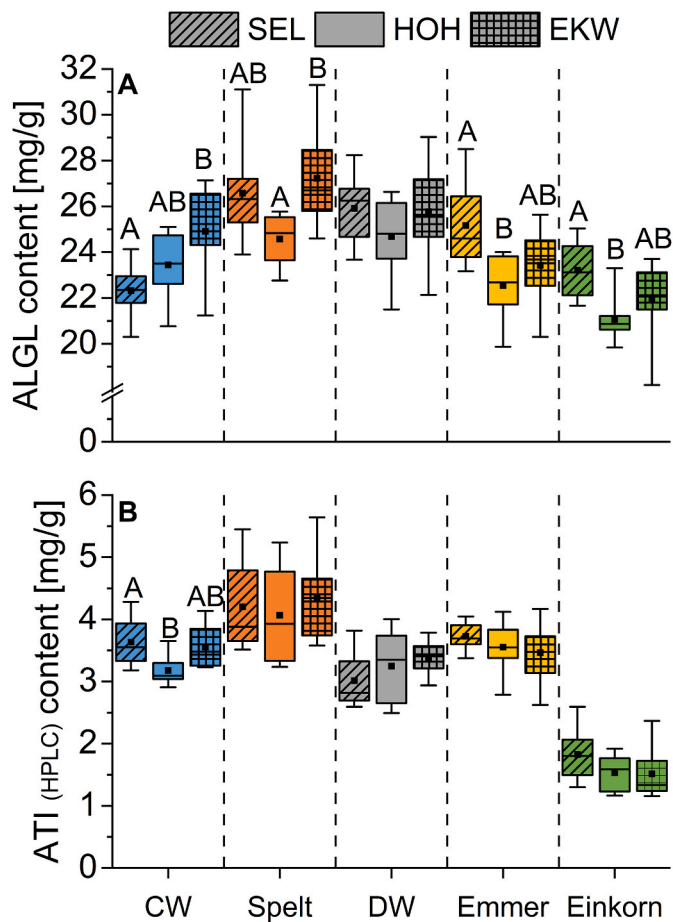 SEL HOH EKW
A
ALGL content [mg/g]
32
30
28
26
24
22
20
0
A AB B
AB A B
A B AB
A B AB
B
ATI (HPLC) content [mg/g]
6
5
4
3
2
1
0
A B AB
CW Spelt DW Emmer Einkorn